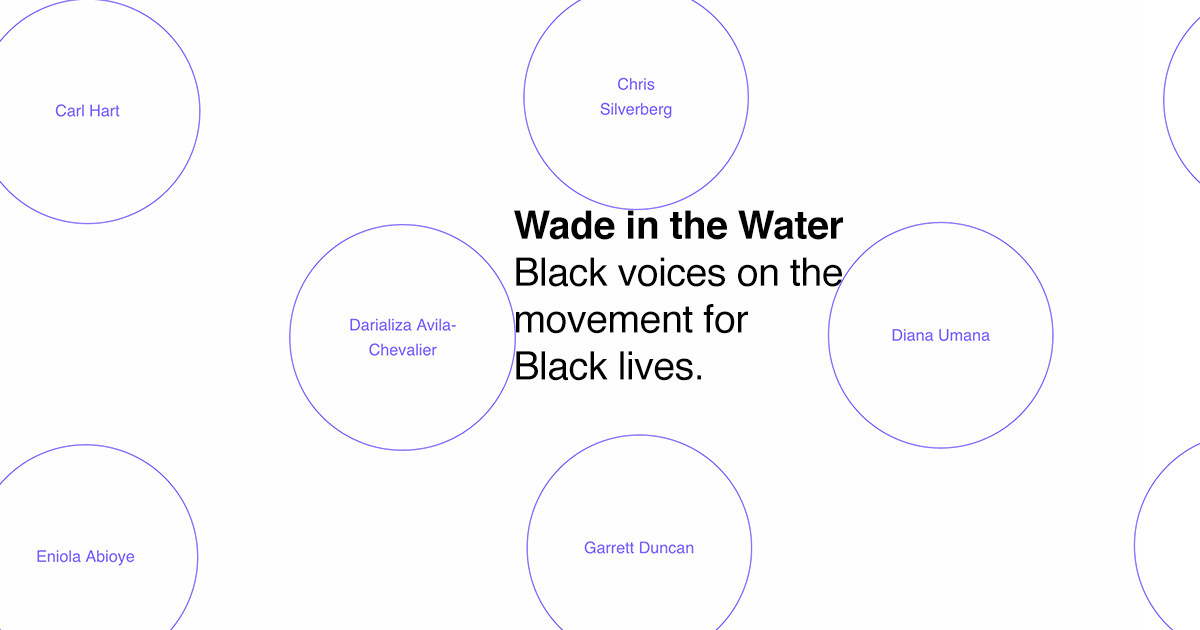 Carl Hart
Chris
Silverberg
Wade in the Water
Black voices on the
movement for
Black lives.
Darializa Avila-
Chevalier
Diana Umana
Eniola Abioye
Garrett Duncan